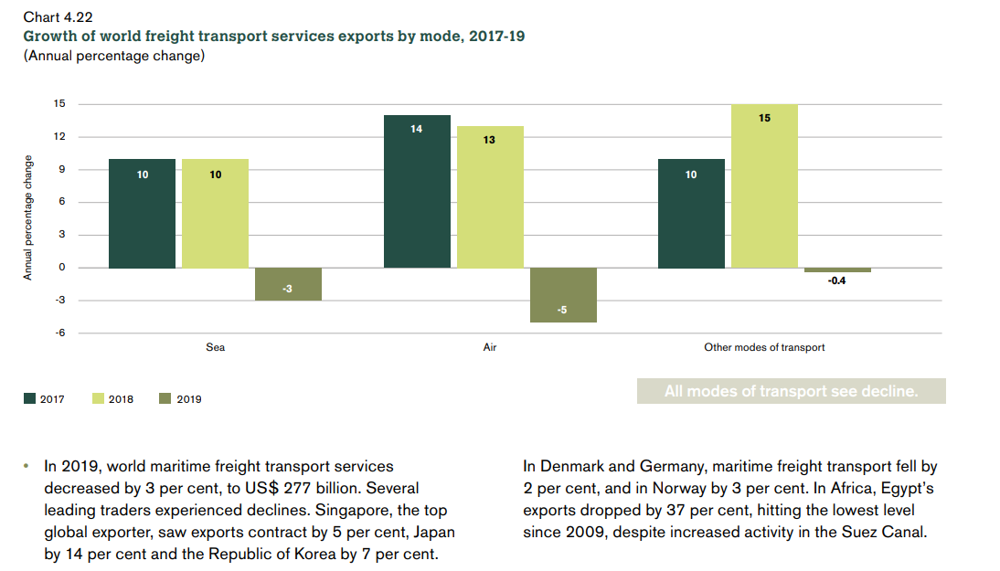 Chart 4.22
Growth of world freight transport services exports by mode, 2017-19
(Annual percentage change)
Annual percentage change
15
12
9
6
3
0
-3
-6
10
10
-3
14
13
-5
10
15
-0.4
Sea
Air
Other modes of transport
2017
2018
2019
All modes of transport see decline.
• In 2019, world maritime freight transport services
decreased by 3 per cent, to US$ 277 billion. Several
leading traders experienced declines. Singapore, the top
global exporter, saw exports contract by 5 per cent, Japan
by 14 per cent and the Republic of Korea by 7 per cent.
In Denmark and Germany, maritime freight transport fell by
2 per cent, and in Norway by 3 per cent. In Africa, Egypt’s
exports dropped by 37 per cent, hitting the lowest level
since 2009, despite increased activity in the Suez Canal.